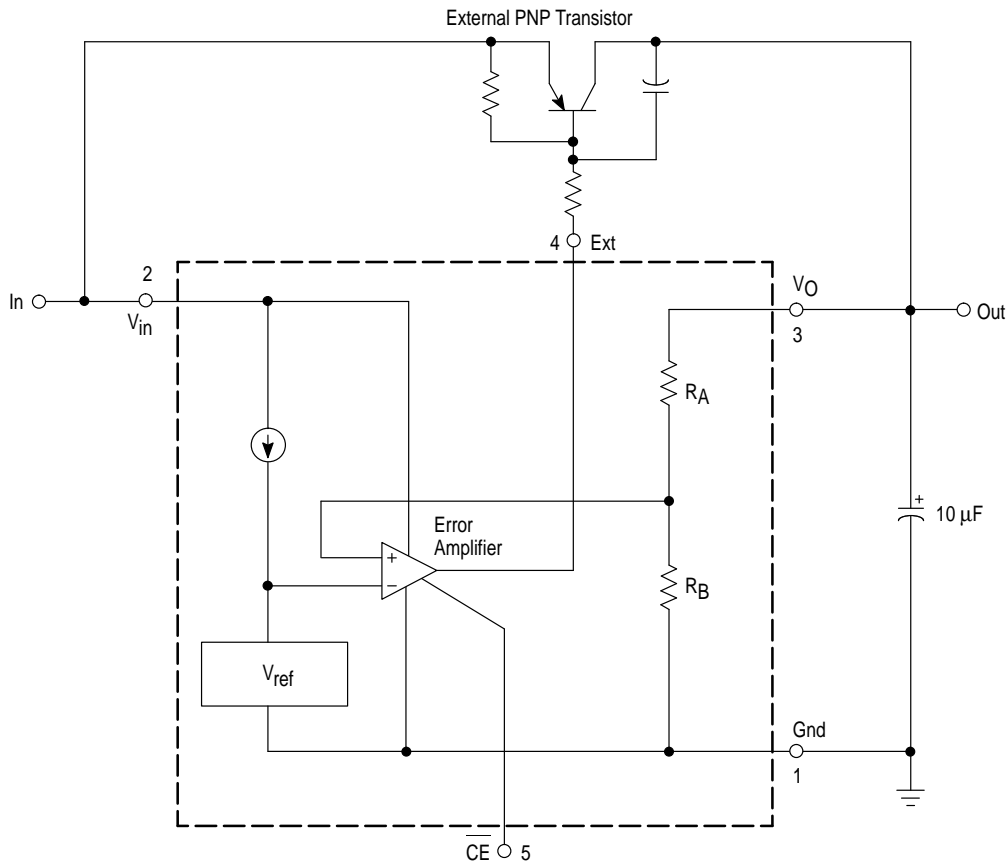 External PNP Transistor
4 Ext
In
2
Vin
VO
3
Out
RA
+
Error
Amplifier
−
RB
+
10 µF
Vref
Gnd
1
C̅E̅ 5